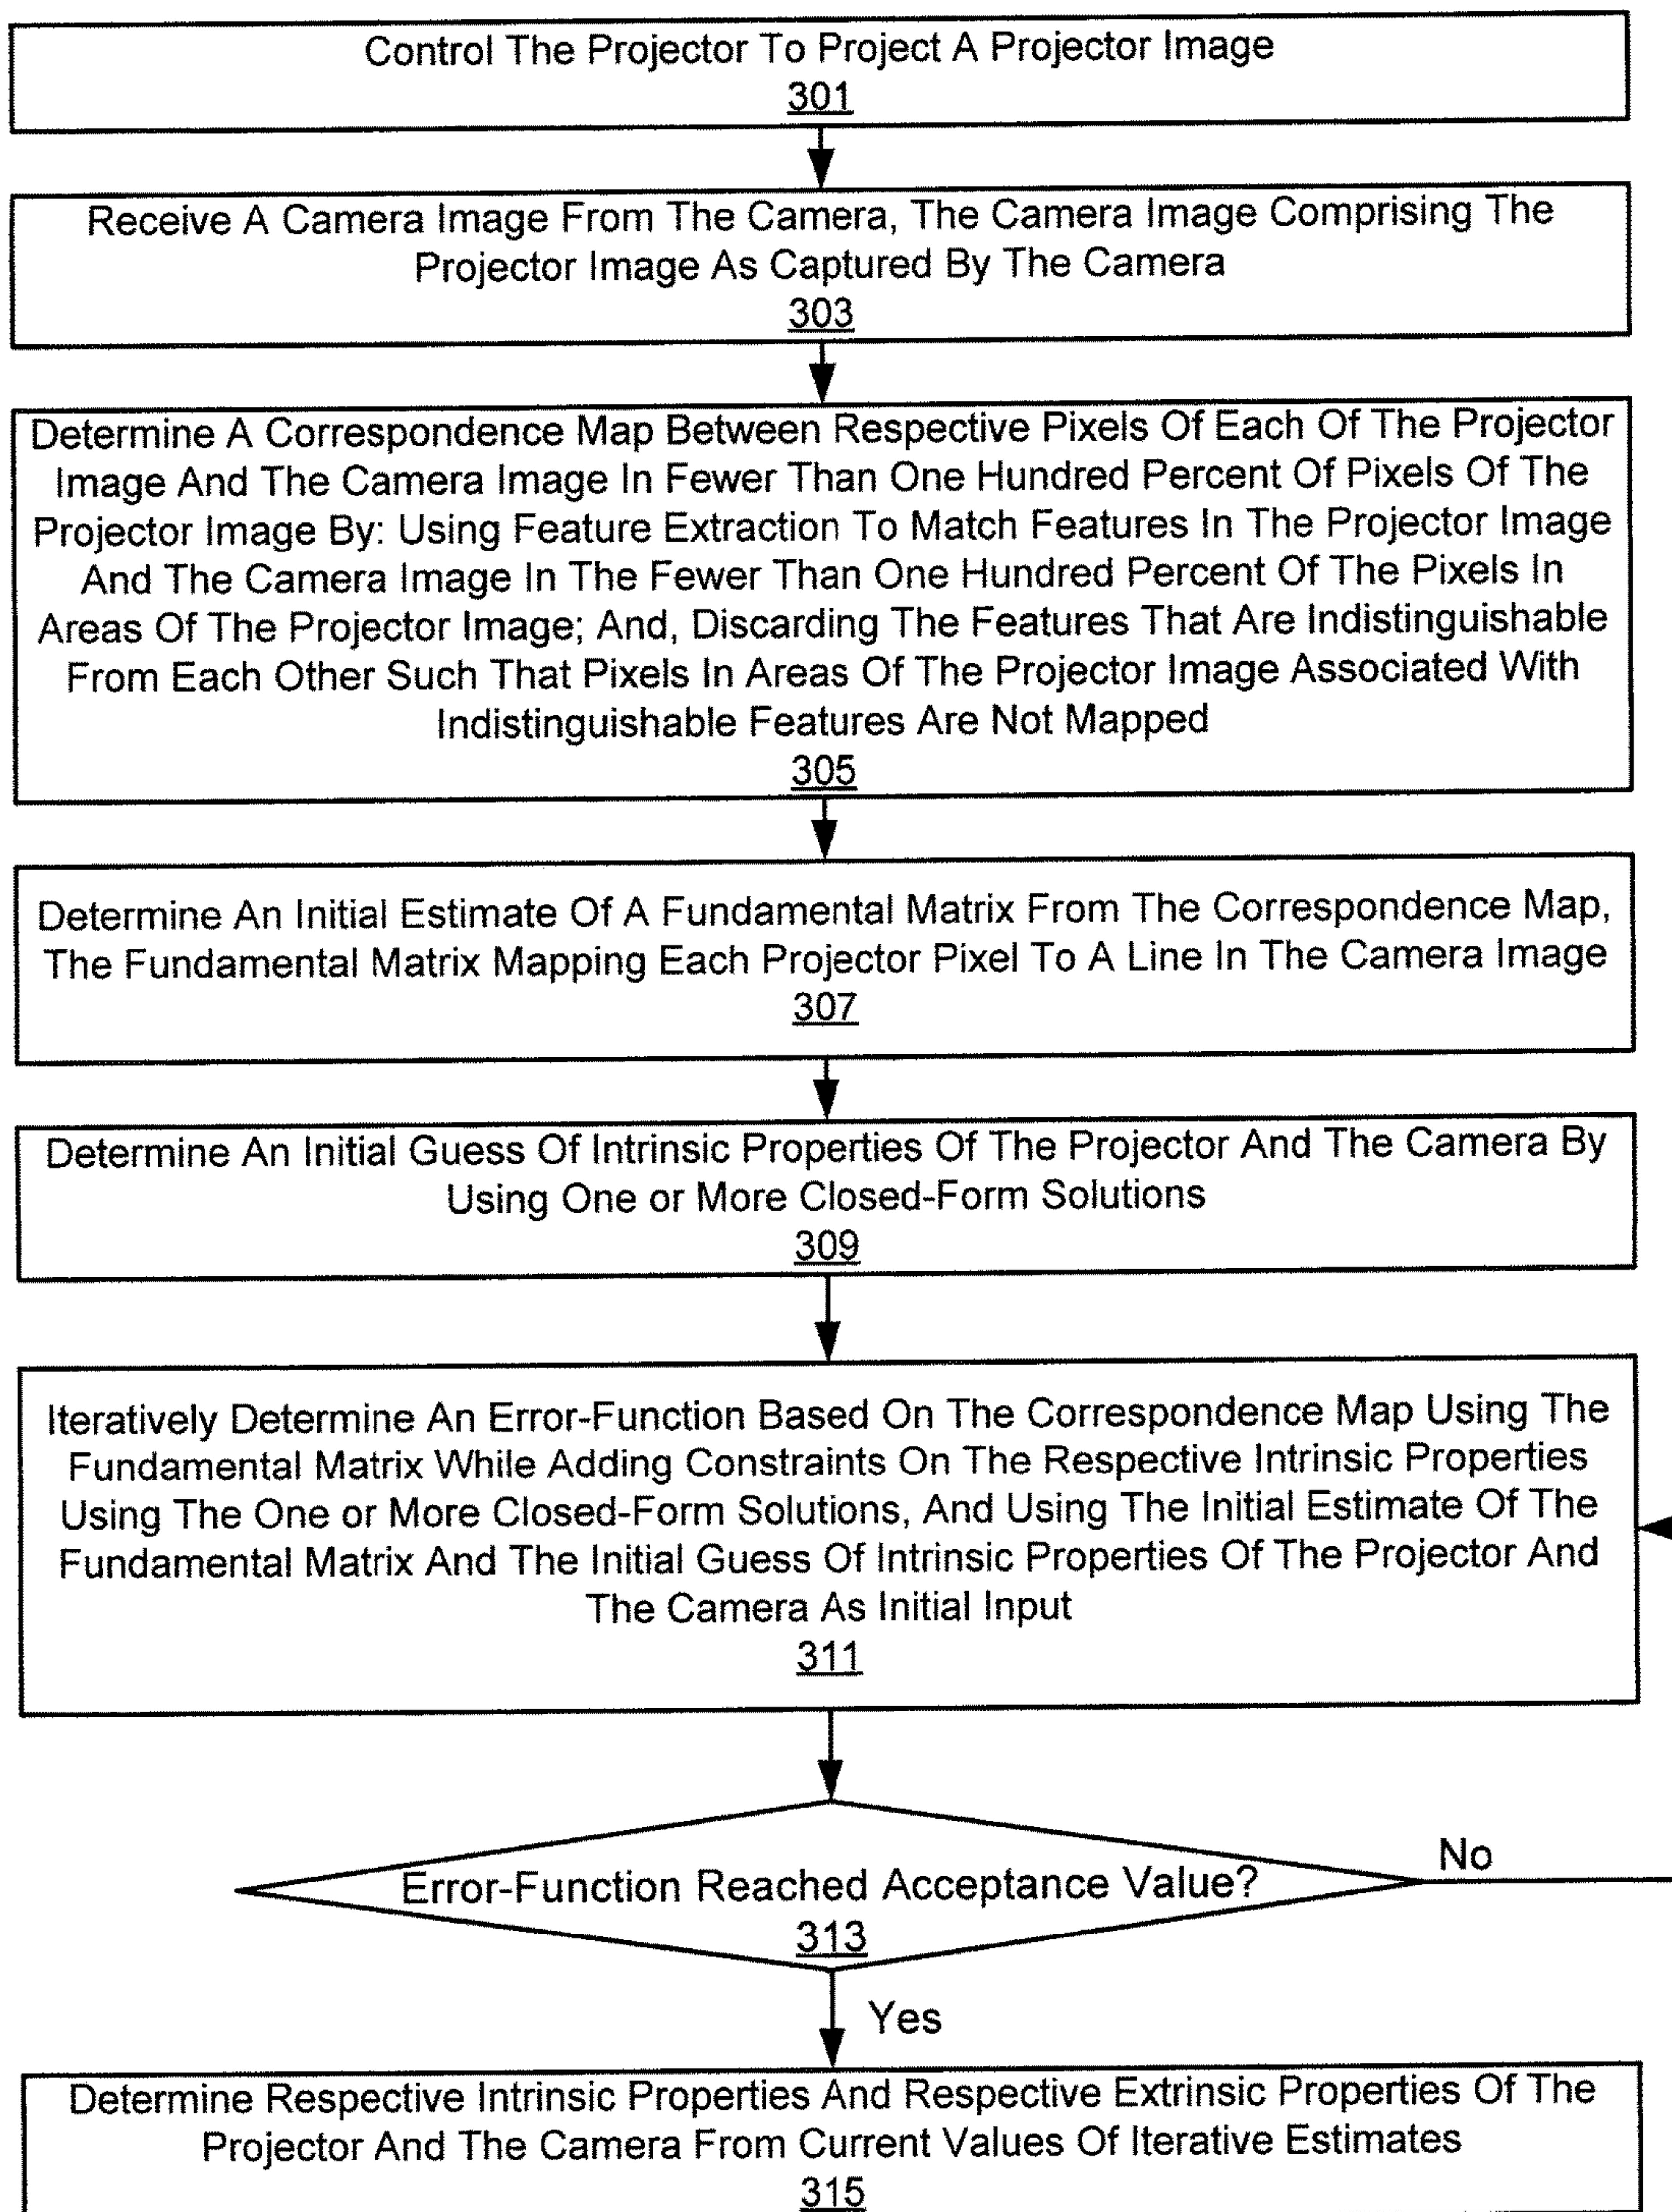 Control The Projector To Project A Projector Image
301
Receive A Camera Image From The Camera, The Camera Image Comprising The
Projector Image As Captured By The Camera
303
Determine A Correspondence Map Between Respective Pixels Of Each Of The Projector
Image And The Camera Image In Fewer Than One Hundred Percent Of Pixels Of The
Projector Image By: Using Feature Extraction To Match Features In The Projector Image
And The Camera Image In The Fewer Than One Hundred Percent Of The Pixels In
Areas Of The Projector Image; And, Discarding The Features That Are Indistinguishable
From Each Other Such That Pixels In Areas Of The Projector Image Associated With
Indistinguishable Features Are Not Mapped
305
Determine An Initial Estimate Of A Fundamental Matrix From The Correspondence Map,
The Fundamental Matrix Mapping Each Projector Pixel To A Line In The Camera Image
307
Determine An Initial Guess Of Intrinsic Properties Of The Projector And The Camera By
Using One or More Closed-Form Solutions
309
Iteratively Determine An Error-Function Based On The Correspondence Map Using The
Fundamental Matrix While Adding Constraints On The Respective Intrinsic Properties
Using The One or More Closed-Form Solutions, And Using The Initial Estimate Of The
Fundamental Matrix And The Initial Guess Of Intrinsic Properties Of The Projector And
The Camera As Initial Input
311
Error-Function Reached Acceptance Value?
313
No
Yes
Determine Respective Intrinsic Properties And Respective Extrinsic Properties Of The
Projector And The Camera From Current Values Of Iterative Estimates
315